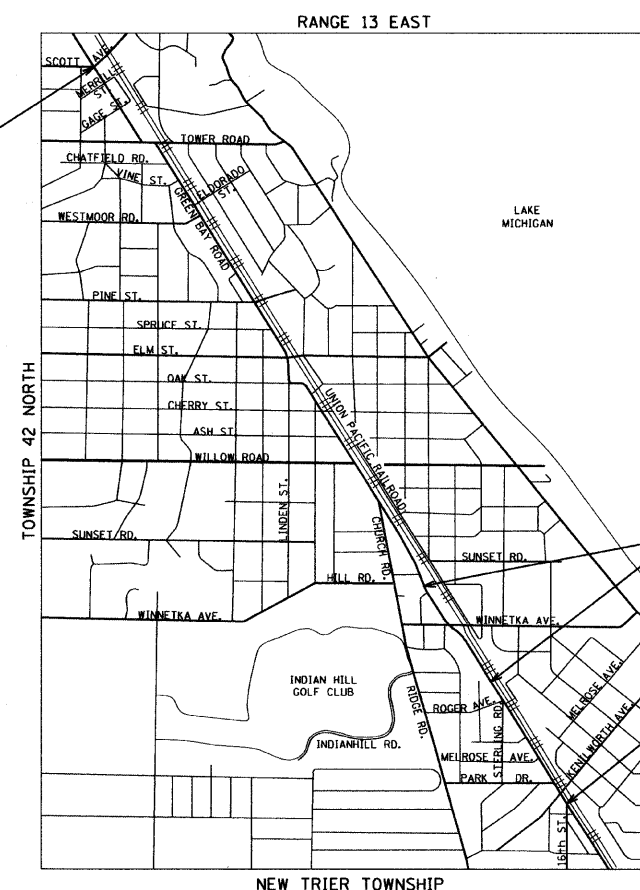 RANGE 13 EAST
SCOTT AVE.
MERRILL
ST.
GAGE ST.
TOWER ROAD
CHATFIELD RD.
VINE ST.
ELDORADO
ST.
WESTMOOR RD.
GREEN BAY ROAD
LAKE
MICHIGAN
PINE ST.
SPRUCE ST.
ELM ST.
OAK ST.
CHERRY ST.
ASH ST.
WILLOW ROAD
UNION PACIFIC RAILROAD
TOWNSHIP 42 NORTH
LINDEN ST.
SUNSET RD.
CHURCH RD.
SUNSET RD.
HILL RD.
WINNETKA AVE.
WINNETKA AVE.
INDIAN HILL
GOLF CLUB
RIDGE RD.
ROGER AVE.
STERLING RD.
MELROSE AVE.
KENILWORTH AVE.
INDIANHILL RD.
MELROSE AVE.
PARK DR.
16th ST.
NEW TRIER TOWNSHIP